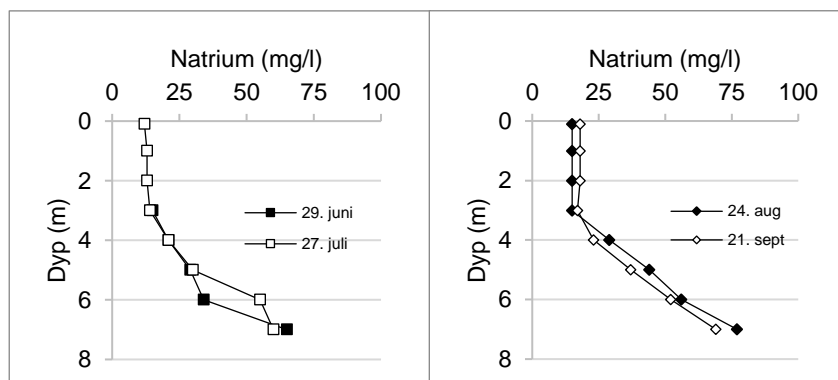 Natrium (mg/l)
0 25 50 75 100
0
2
4
6
8
Dyp (m)
29. juni
27. juli
Natrium (mg/l)
0 25 50 75 100
0
2
4
6
8
Dyp (m)
24. aug
21. sept